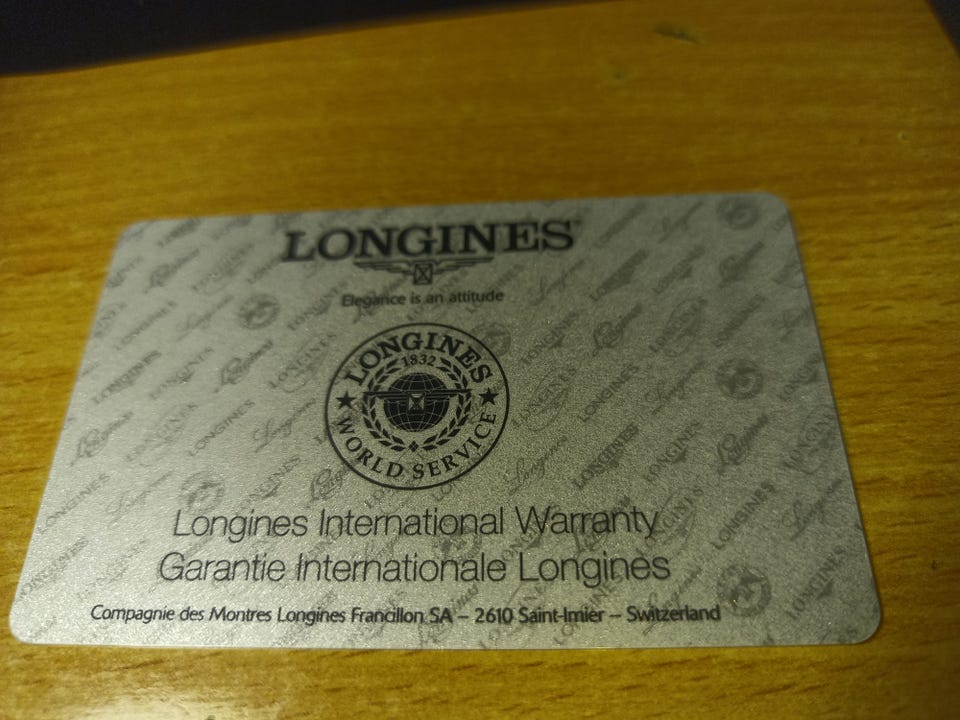 LONGINES
Elegance is an attitude
LONGINES
1832
WORLD SERVICE
Longines International Warranty
Garantie Internationale Longines
Compagnie des Montres Longines Francillon SA – 2610 Saint-Imier – Switzerland